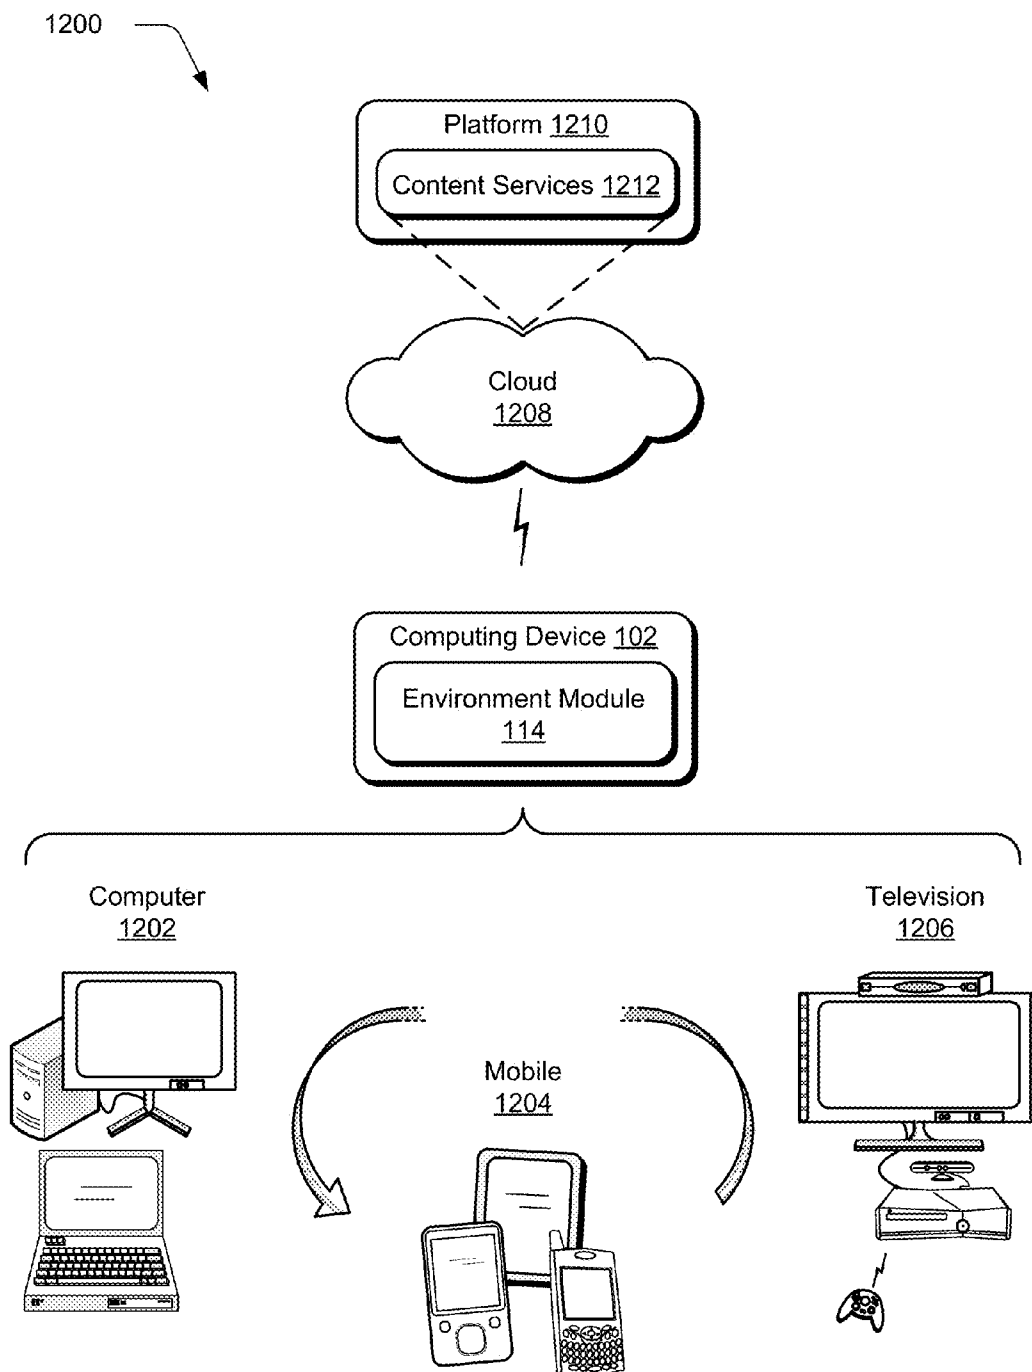 1200
Platform 1210
Content Services 1212
Cloud
1208
Computing Device 102
Environment Module
114
Computer
1202
Television
1206
Mobile
1204